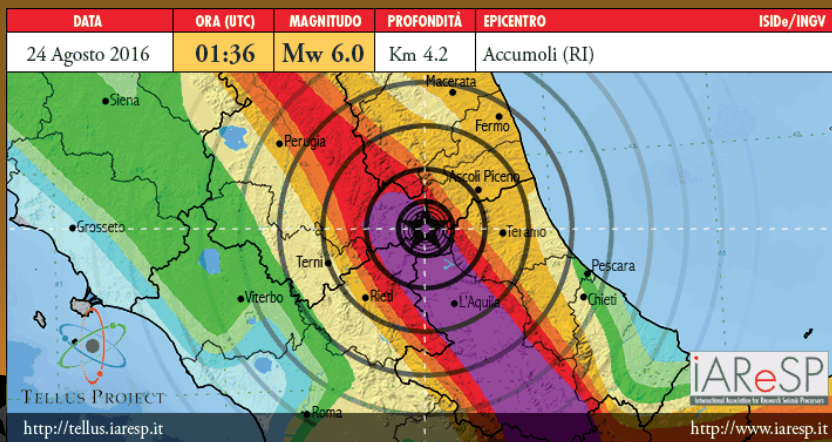 DATA ORA (UTC) MAGNITUDO PROFONDITÀ EPICENTRO ISIDe/INGV
24 Agosto 2016 01:36 Mw 6.0 Km 4.2 Accumoli (RI)
Macerata
Siena
Fermo
Perugia
Ascoli Piceno
Grosseto
Teramo
Terni
Pescara
Viterbo
Rieti
L'Aquila
Chieti
TELLUS PROJECT
iAReSP
International Association for Research Seismic Precursors
Roma
http://tellus.iaresp.it http://www.iaresp.it